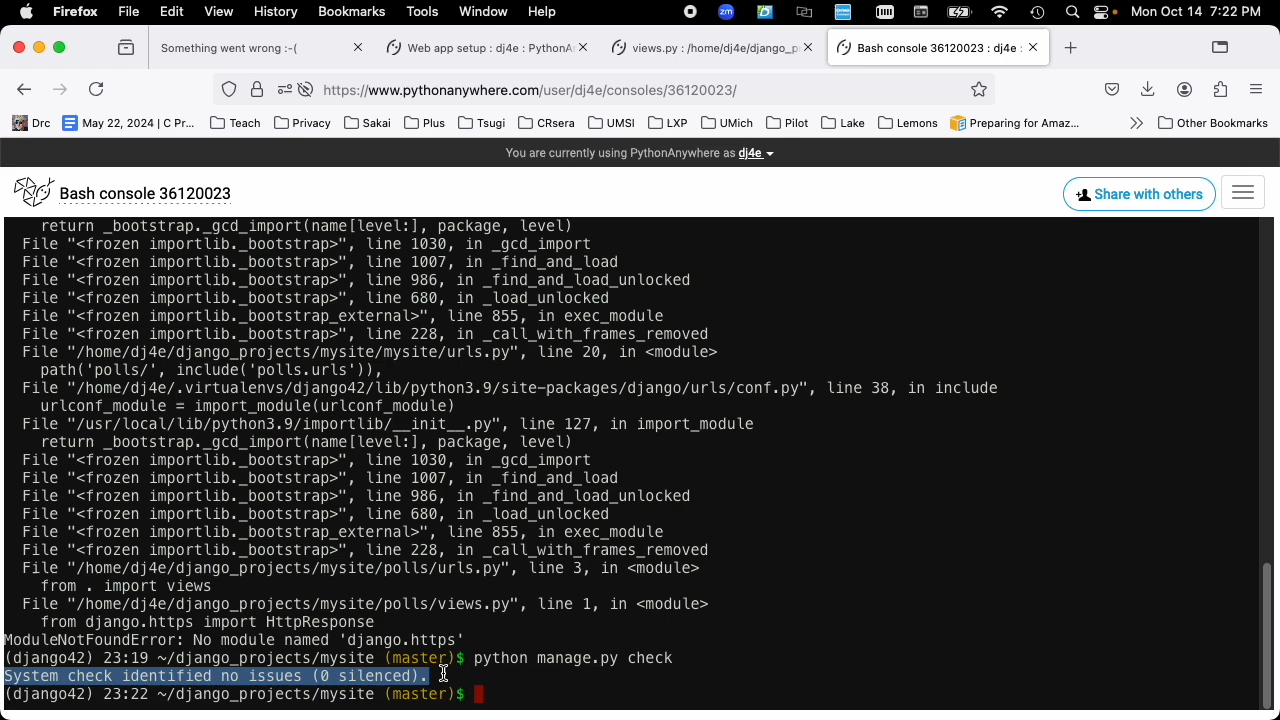 Firefox File Edit View History Bookmarks Tools Window Help zm Mon Oct 14 7:22 PM
Something went wrong :-( Web app setup : dj4e : PythonA views.py : /home/dj4e/django_p Bash console 36120023 : dj4e :
https://www.pythonanywhere.com/user/dj4e/consoles/36120023/
Drc May 22, 2024 | C Pr... Teach Privacy Sakai Plus Tsugi CRsera UMSI LXP UMich Pilot Lake Lemons Preparing for Amaz... Other Bookmarks
You are currently using PythonAnywhere as dj4e
Bash console 36120023 Share with others
return _bootstrap._gcd_import(name[level:], package, level)
File "<frozen importlib._bootstrap>", line 1030, in _gcd_import
File "<frozen importlib._bootstrap>", line 1007, in _find_and_load
File "<frozen importlib._bootstrap>", line 986, in _find_and_load_unlocked
File "<frozen importlib._bootstrap>", line 680, in _load_unlocked
File "<frozen importlib._bootstrap_external>", line 855, in exec_module
File "<frozen importlib._bootstrap>", line 228, in _call_with_frames_removed
File "/home/dj4e/django_projects/mysite/mysite/urls.py", line 20, in <module>
path('polls/', include('polls.urls')),
File "/home/dj4e/.virtualenvs/django42/lib/python3.9/site-packages/django/urls/conf.py", line 38, in include
urlconf_module = import_module(urlconf_module)
File "/usr/local/lib/python3.9/importlib/__init__.py", line 127, in import_module
return _bootstrap._gcd_import(name[level:], package, level)
File "<frozen importlib._bootstrap>", line 1030, in _gcd_import
File "<frozen importlib._bootstrap>", line 1007, in _find_and_load
File "<frozen importlib._bootstrap>", line 986, in _find_and_load_unlocked
File "<frozen importlib._bootstrap>", line 680, in _load_unlocked
File "<frozen importlib._bootstrap_external>", line 855, in exec_module
File "<frozen importlib._bootstrap>", line 228, in _call_with_frames_removed
File "/home/dj4e/django_projects/mysite/polls/urls.py", line 3, in <module>
from . import views
File "/home/dj4e/django_projects/mysite/polls/views.py", line 1, in <module>
from django.https import HttpResponse
ModuleNotFoundError: No module named 'django.https'
(django42) 23:19 ~/django_projects/mysite (master)$ python manage.py check
System check identified no issues (0 silenced).
(django42) 23:22 ~/django_projects/mysite (master)$